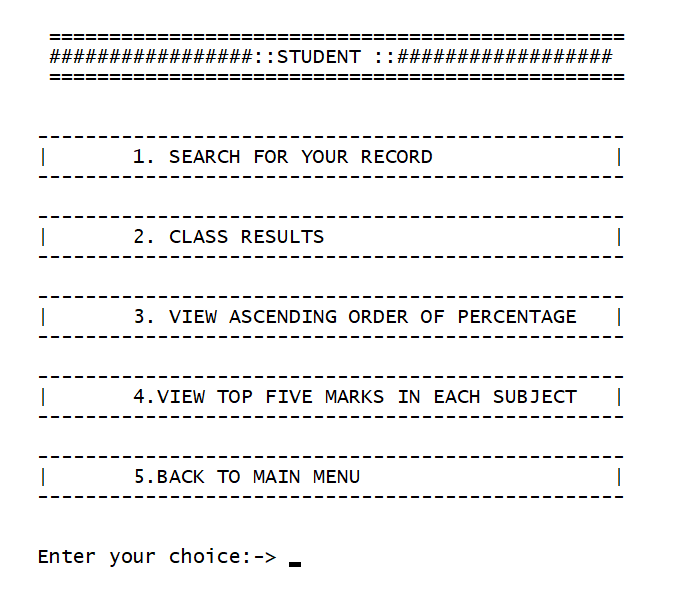 ================================================
#################::STUDENT ::##################
================================================
-------------------------------------------------
|       1. SEARCH FOR YOUR RECORD               |
-------------------------------------------------
-------------------------------------------------
|       2. CLASS RESULTS                        |
-------------------------------------------------
-------------------------------------------------
|       3. VIEW ASCENDING ORDER OF PERCENTAGE   |
-------------------------------------------------
-------------------------------------------------
|       4.VIEW TOP FIVE MARKS IN EACH SUBJECT   |
-------------------------------------------------
-------------------------------------------------
|       5.BACK TO MAIN MENU                     |
-------------------------------------------------
Enter your choice:-> _